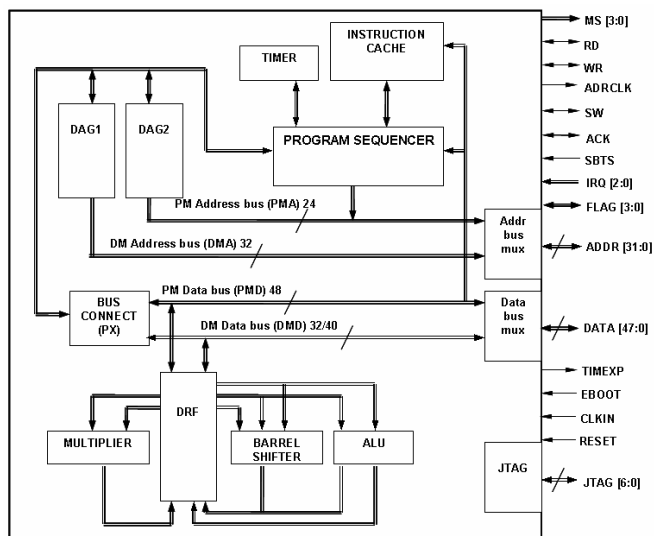 MS [3:0]
INSTRUCTION
CACHE
TIMER
RD
WR
ADRCLK
SW
DAG1
DAG2
PROGRAM SEQUENCER
ACK
SBTS
IRQ [2:0]
PM Address bus (PMA) 24
FLAG [3:0]
Addr
bus
mux
DM Address bus (DMA) 32
ADDR [31:0]
PM Data bus (PMD) 48
BUS
CONNECT
(PX)
Data
bus
mux
DM Data bus (DMD) 32/40
DATA [47:0]
TIMEXP
EBOOT
DRF
CLKIN
MULTIPLIER
BARREL
SHIFTER
ALU
RESET
JTAG
JTAG [6:0]